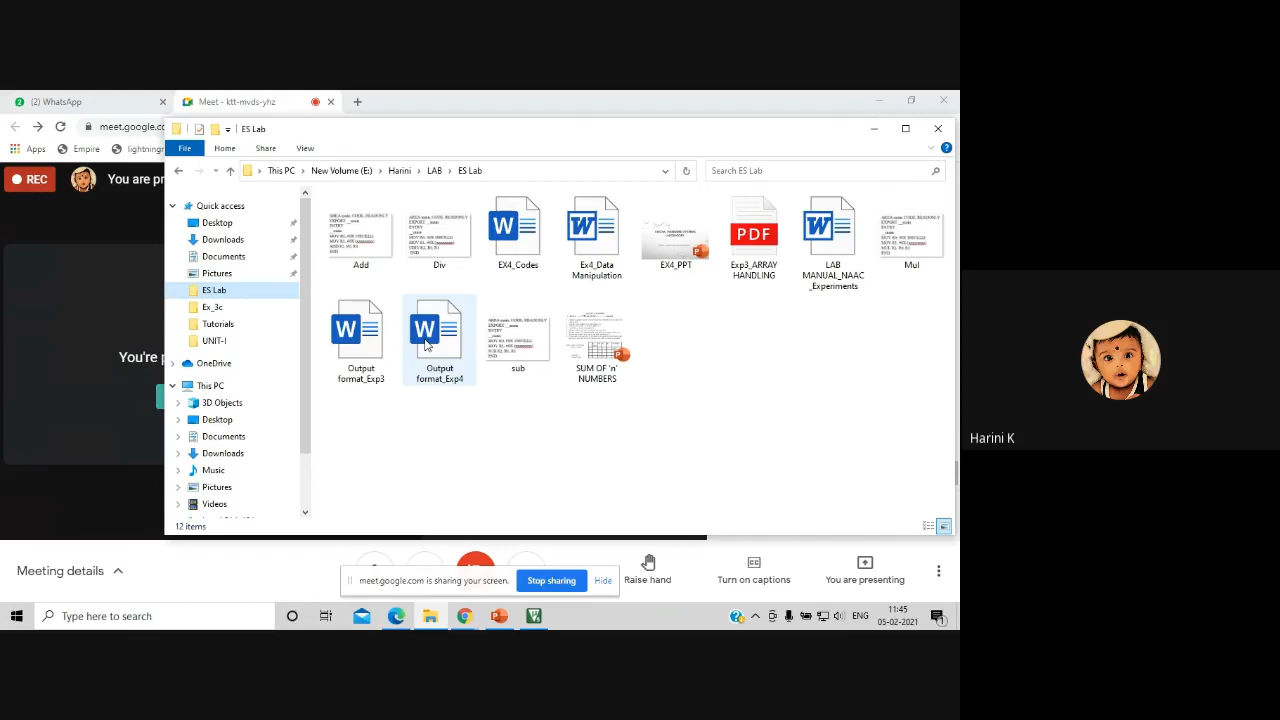 (2) WhatsApp
Meet - ktt-mvds-yhz
meet.google.co
Apps
Empire
lightning
REC
You are pr
You're p
ES Lab
File
Home
Share
View
This PC
New Volume (E:)
Harini
LAB
ES Lab
Search ES Lab
Quick access
Desktop
Downloads
Documents
Pictures
ES Lab
Ex_3c
Tutorials
UNIT-I
OneDrive
This PC
3D Objects
Desktop
Documents
Downloads
Music
Pictures
Videos
Add
Div
EX4_Codes
Ex4_Data
Manipulation
EX4_PPT
PDF
Exp3_ARRAY
HANDLING
LAB
MANUAL_NAAC
_Experiments
Mul
Output
format_Exp3
Output
format_Exp4
sub
SUM OF 'n'
NUMBERS
12 items
Harini K
Meeting details
meet.google.com is sharing your screen.
Stop sharing
Hide
Raise hand
Turn on captions
You are presenting
Type here to search
ENG
11:45
05-02-2021